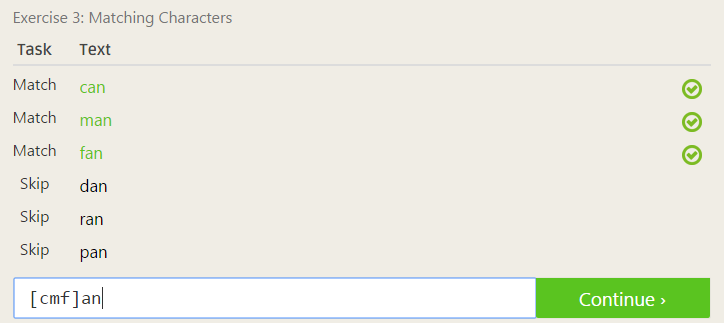 Exercise 3: Matching Characters
Task Text
Match can
Match man
Match fan
Skip dan
Skip ran
Skip pan
[cmf]an Continue ›